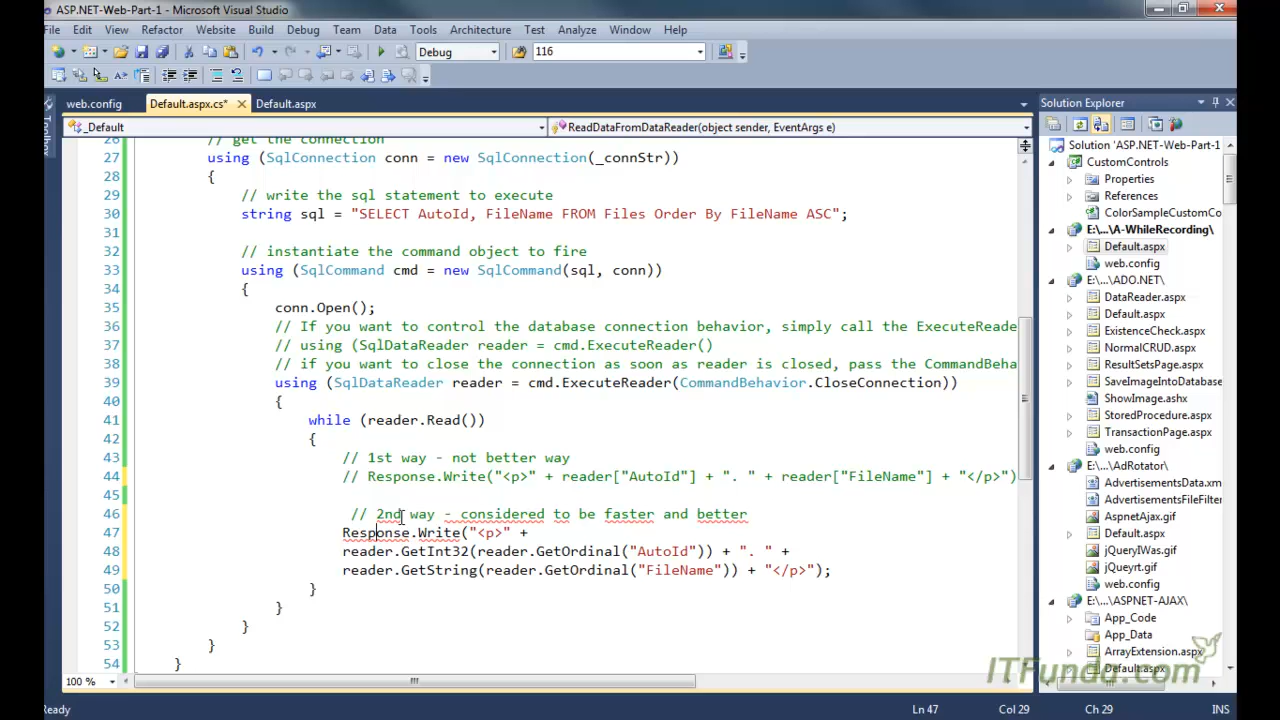 ASP.NET-Web-Part-1 - Microsoft Visual Studio
File Edit View Refactor Website Build Debug Team Data Tools Architecture Test Analyze Window Help
Debug 116
web.config Default.aspx.cs* Default.aspx
_Default ReadDataFromDataReader(object sender, EventArgs e)
26 // get the connection
27 using (SqlConnection conn = new SqlConnection(_connStr))
28 {
29 // write the sql statement to execute
30 string sql = "SELECT AutoId, FileName FROM Files Order By FileName ASC";
31
32 // instantiate the command object to fire
33 using (SqlCommand cmd = new SqlCommand(sql, conn))
34 {
35 conn.Open();
36 // If you want to control the database connection behavior, simply call the ExecuteReade
37 // using (SqlDataReader reader = cmd.ExecuteReader()
38 // if you want to close the connection as soon as reader is closed, pass the CommandBeha
39 using (SqlDataReader reader = cmd.ExecuteReader(CommandBehavior.CloseConnection))
40 {
41 while (reader.Read())
42 {
43 // 1st way - not better way
44 // Response.Write("<p>" + reader["AutoId"] + ". " + reader["FileName"] + "</p>")
45
46 // 2nd way - considered to be faster and better
47 Response.Write("<p>" +
48 reader.GetInt32(reader.GetOrdinal("AutoId")) + ". " +
49 reader.GetString(reader.GetOrdinal("FileName")) + "</p>");
50 }
51 }
52 }
53 }
54 }
100 %
Solution Explorer
Solution 'ASP.NET-Web-Part-1
CustomControls
Properties
References
ColorSampleCustomCo
E:\...\A-WhileRecording\
Default.aspx
web.config
E:\...\ADO.NET\
DataReader.aspx
Default.aspx
ExistenceCheck.aspx
NormalCRUD.aspx
ResultSetsPage.aspx
SaveImageIntoDatabase
ShowImage.ashx
StoredProcedure.aspx
TransactionPage.aspx
web.config
E:\...\AdRotator\
AdvertisementsData.xm
AdvertisementsFileFilter
AspnetAjax.gif
Default.aspx
jQueryIWas.gif
jQueyrt.gif
web.config
E:\...\ASPNET-AJAX\
App_Code
App_Data
ArrayExtension.aspx
Default.aspx
ITFunda.com
Ready Ln 47 Col 29 Ch 29 INS